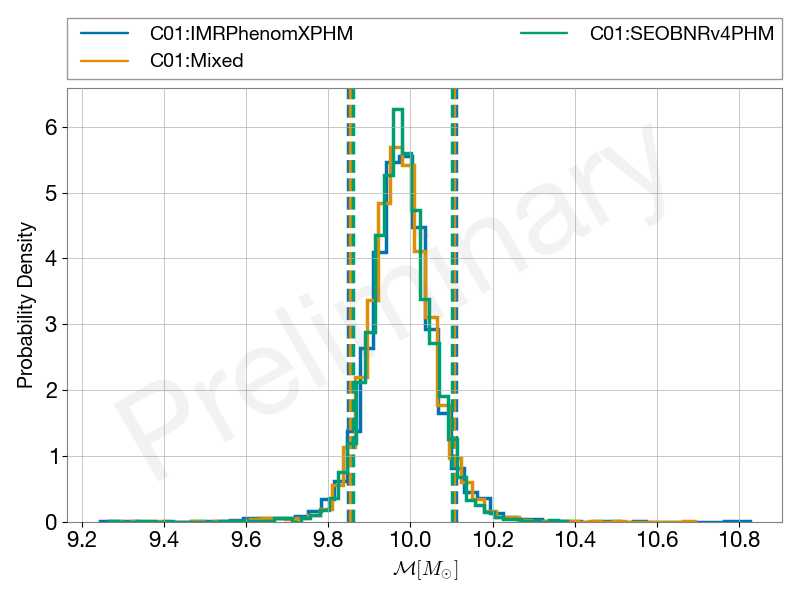 C01:IMRPhenomXPHM
C01:Mixed
C01:SEOBNRv4PHM
Preliminary
Probability Density
6
5
4
3
2
1
0
9.2 9.4 9.6 9.8 10.0 10.2 10.4 10.6 10.8
ℳ[M⊙]